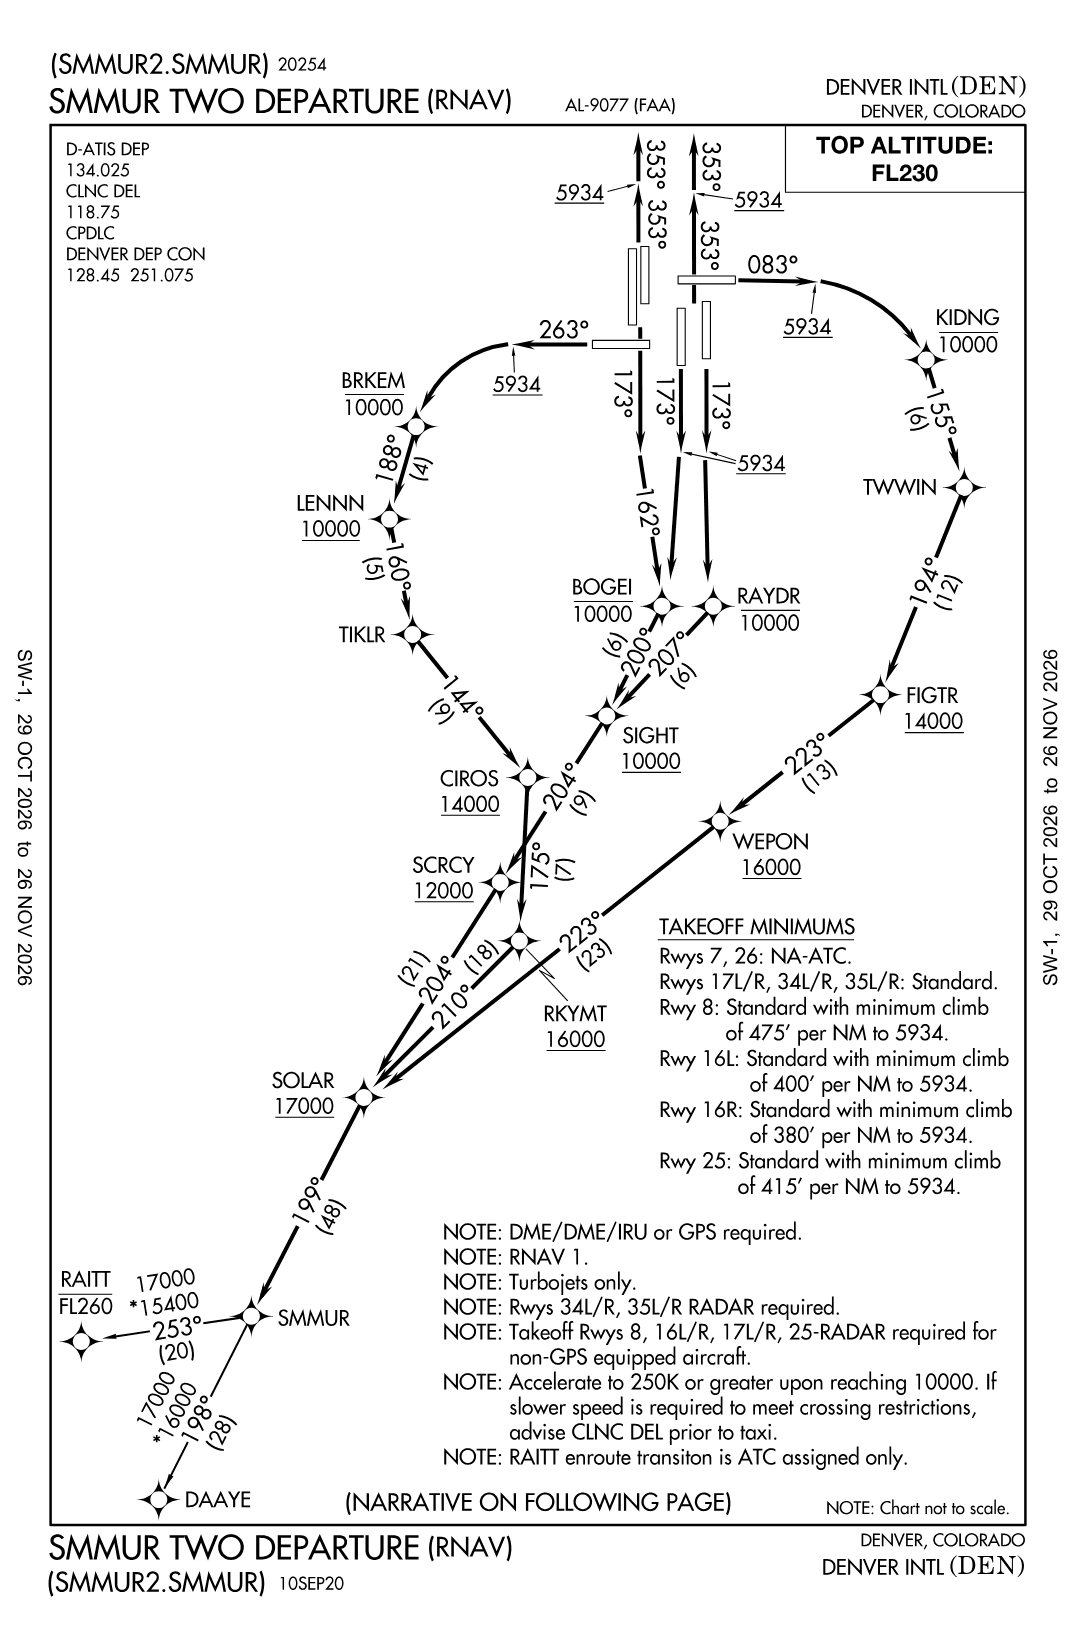 (SMMUR2.SMMUR) 20254
SMMUR TWO DEPARTURE (RNAV)
AL-9077 (FAA)
DENVER INTL (DEN)
DENVER, COLORADO
TOP ALTITUDE:
FL230
D-ATIS DEP
134.025
CLNC DEL
118.75
CPDLC
DENVER DEP CON
128.45 251.075
353°
353°
5934
5934
353°
353°
083°
5934
263°
5934
KIDNG
10000
BRKEM
10000
173°
173°
173°
155°
(6)
188°
(4)
5934
TWWIN
LENNN
10000
162°
160°
(5)
BOGEI
10000
RAYDR
10000
194°
(12)
TIKLR
200°
(6)
207°
(6)
144°
(9)
FIGTR
14000
SIGHT
10000
223°
(13)
CIROS
14000
204°
(9)
WEPON
16000
SCRCY
12000
175°
(7)
223°
(23)
204°
(21)
210°
(18)
RKYMT
16000
SOLAR
17000
199°
(48)
RAITT
FL260
17000
*15400
253°
(20)
SMMUR
17000
*16000
198°
(28)
DAAYE
TAKEOFF MINIMUMS
Rwys 7, 26: NA-ATC.
Rwys 17L/R, 34L/R, 35L/R: Standard.
Rwy 8: Standard with minimum climb
of 475' per NM to 5934.
Rwy 16L: Standard with minimum climb
of 400' per NM to 5934.
Rwy 16R: Standard with minimum climb
of 380' per NM to 5934.
Rwy 25: Standard with minimum climb
of 415' per NM to 5934.
NOTE: DME/DME/IRU or GPS required.
NOTE: RNAV 1.
NOTE: Turbojets only.
NOTE: Rwys 34L/R, 35L/R RADAR required.
NOTE: Takeoff Rwys 8, 16L/R, 17L/R, 25-RADAR required for
non-GPS equipped aircraft.
NOTE: Accelerate to 250K or greater upon reaching 10000. If
slower speed is required to meet crossing restrictions,
advise CLNC DEL prior to taxi.
NOTE: RAITT enroute transiton is ATC assigned only.
(NARRATIVE ON FOLLOWING PAGE)
NOTE: Chart not to scale.
SW-1, 29 OCT 2026 to 26 NOV 2026
SW-1, 29 OCT 2026 to 26 NOV 2026
SMMUR TWO DEPARTURE (RNAV)
(SMMUR2.SMMUR) 10SEP20
DENVER, COLORADO
DENVER INTL (DEN)